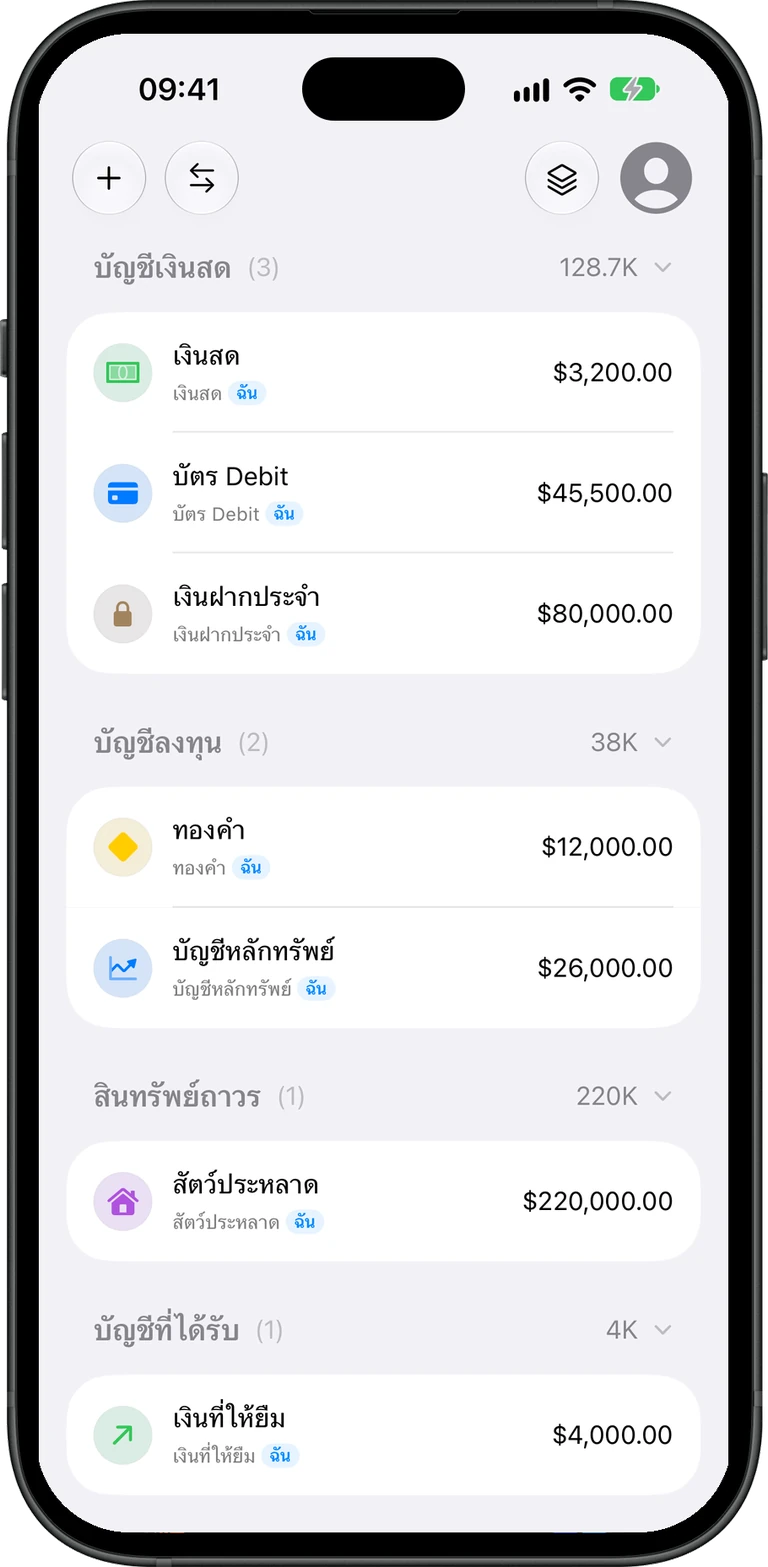 09:41
บัญชีเงินสด (3) 128.7K
เงินสด
$3,200.00
เงินสด ฉัน
บัตร Debit
$45,500.00
บัตร Debit ฉัน
เงินฝากประจำ
$80,000.00
เงินฝากประจำ ฉัน
บัญชีลงทุน (2) 38K
ทองคำ
$12,000.00
ทองคำ ฉัน
บัญชีหลักทรัพย์
$26,000.00
บัญชีหลักทรัพย์ ฉัน
สินทรัพย์ถาวร (1) 220K
สัตว์ประหลาด
$220,000.00
สัตว์ประหลาด ฉัน
บัญชีที่ได้รับ (1) 4K
เงินที่ให้ยืม
$4,000.00
เงินที่ให้ยืม ฉัน